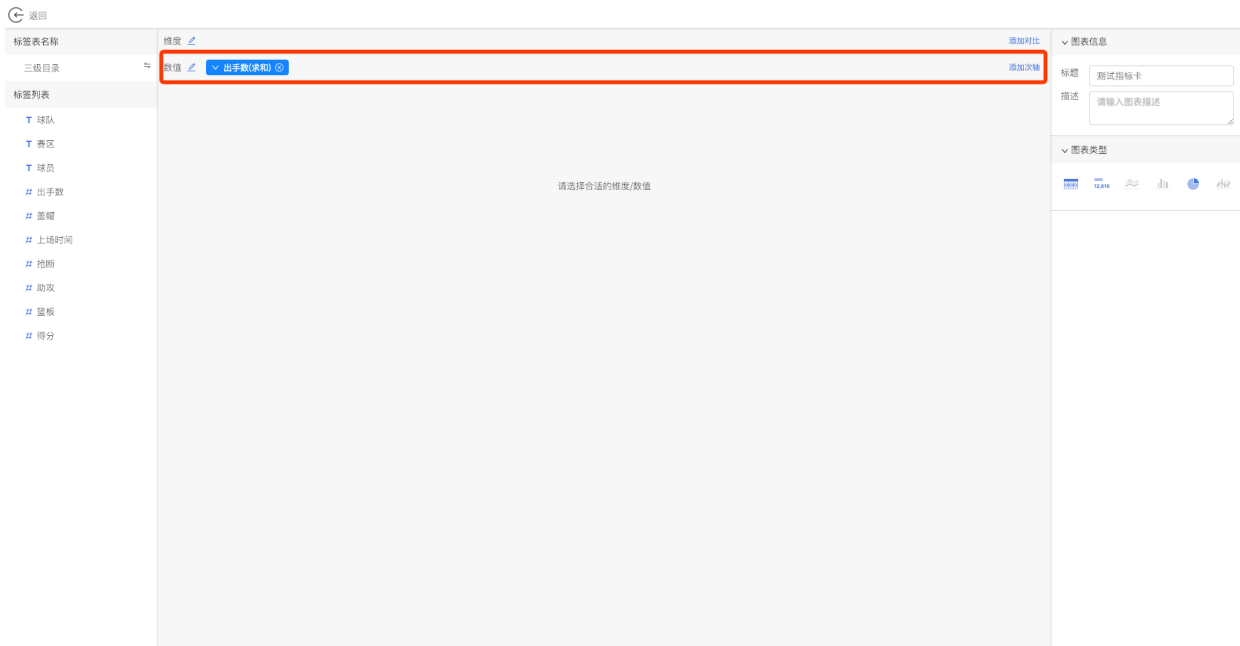 返回
标签表名称
三级目录
标签列表
T 球队
T 赛区
T 球员
# 出手数
# 盖帽
# 上场时间
# 抢断
# 助攻
# 篮板
# 得分
维度 添加对比
数值 出手数(求和) 添加次轴
请选择合适的维度/数值
图表信息
标题 测试指标卡
描述 请输入图表描述
图表类型
12,816